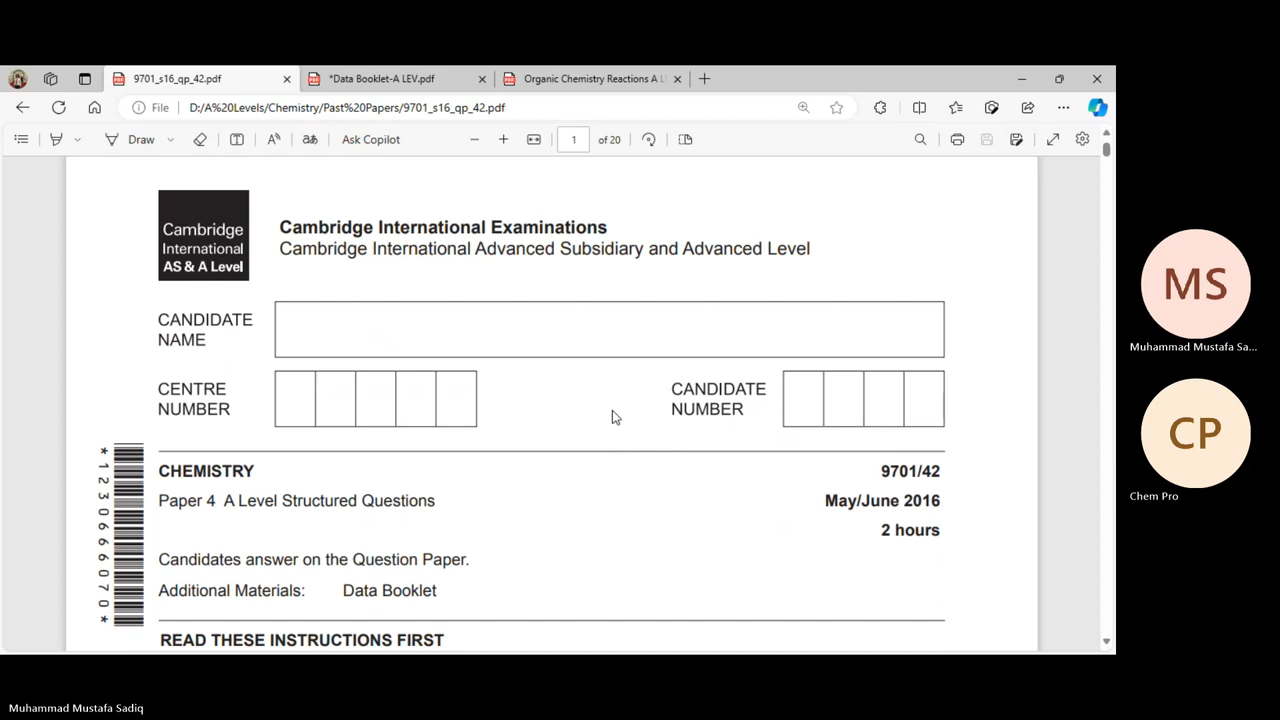 9701_s16_qp_42.pdf
*Data Booklet-A LEV.pdf
Organic Chemistry Reactions A L
File
D:/A%20Levels/Chemistry/Past%20Papers/9701_s16_qp_42.pdf
Draw
Ask Copilot
1
of 20
Cambridge
International
AS & A Level
Cambridge International Examinations
Cambridge International Advanced Subsidiary and Advanced Level
CANDIDATE
NAME
CENTRE
NUMBER
CANDIDATE
NUMBER
*1230666070*
CHEMISTRY
9701/42
Paper 4 A Level Structured Questions
May/June 2016
2 hours
Candidates answer on the Question Paper.
Additional Materials: Data Booklet
READ THESE INSTRUCTIONS FIRST
MS
Muhammad Mustafa Sa...
CP
Chem Pro
Muhammad Mustafa Sadiq